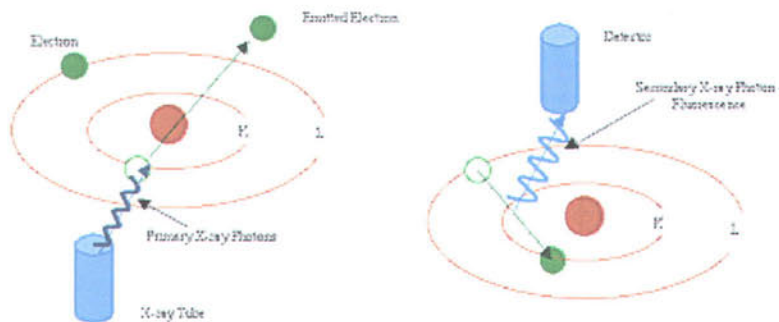 Emitted Electron
Electron
K
L
Primary X-ray Photons
X-ray Tube
Detector
Secondary X-ray Photon
Fluorescence
K
L